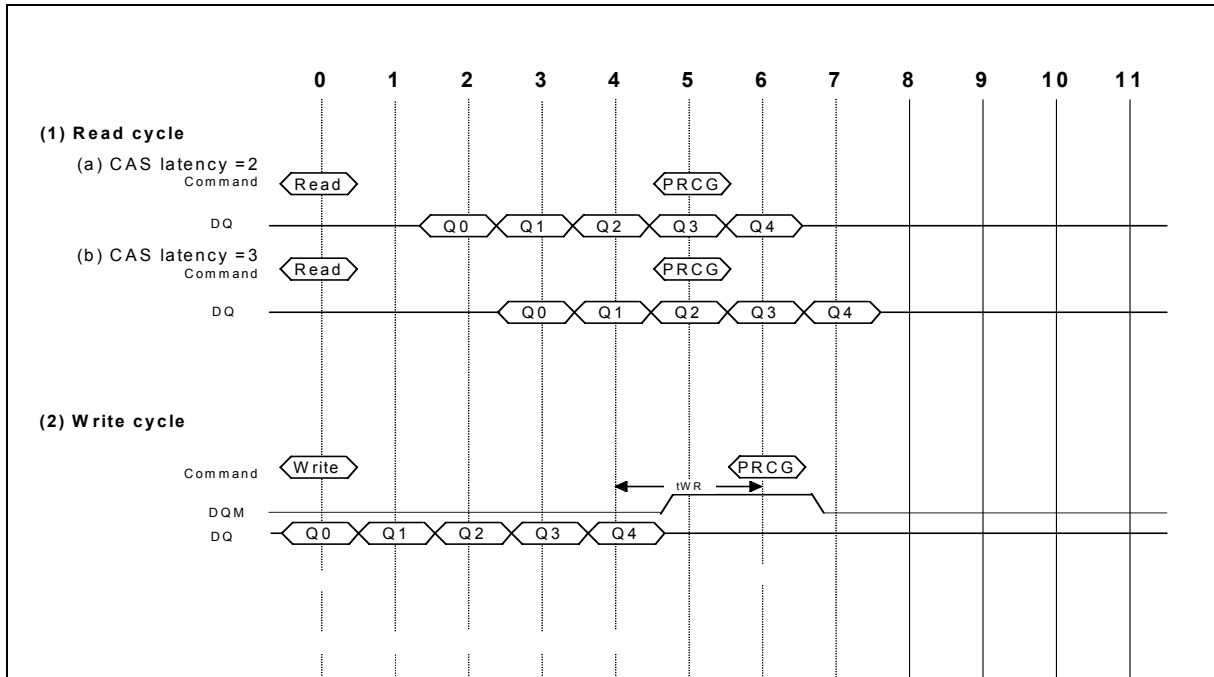 0 1 2 3 4 5 6 7 8 9 10 11
(1) Read cycle
(a) CAS latency =2
Command Read PRCG
DQ Q0 Q1 Q2 Q3 Q4
(b) CAS latency =3
Command Read PRCG
DQ Q0 Q1 Q2 Q3 Q4
(2) Write cycle
Command Write PRCG
tWR
DQM
DQ Q0 Q1 Q2 Q3 Q4